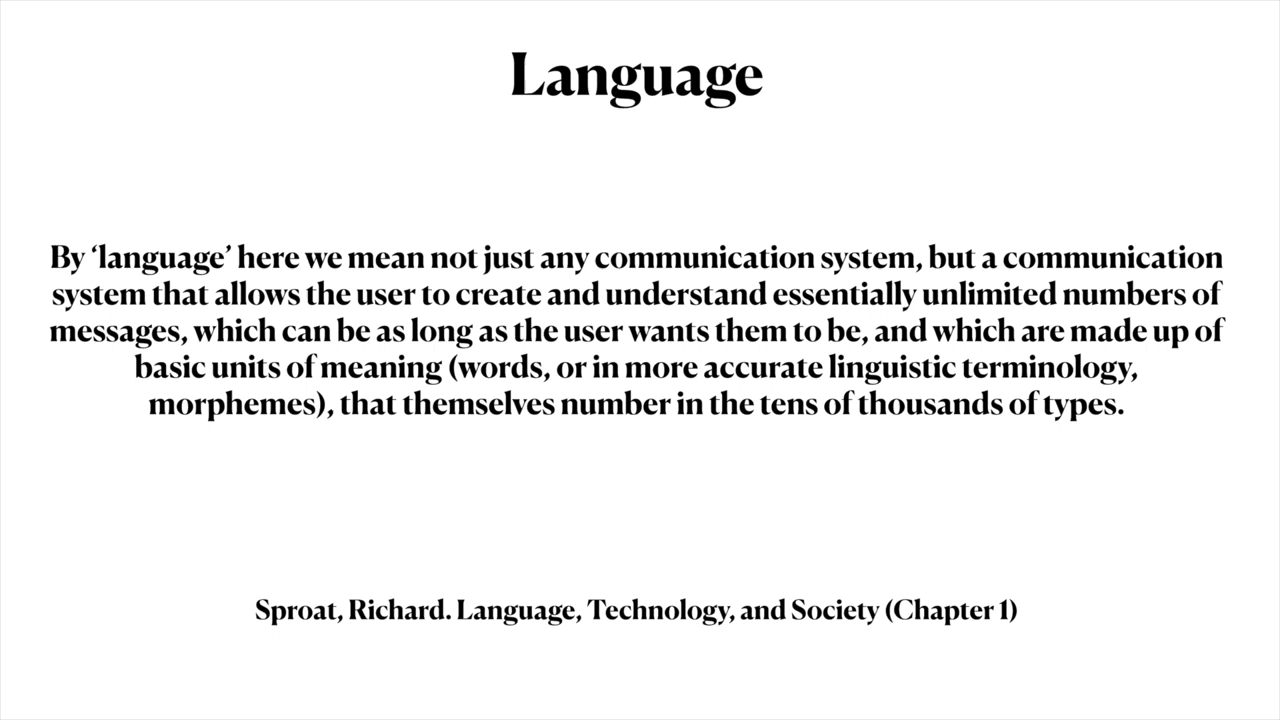 Language
By ‘language’ here we mean not just any communication system, but a communication
system that allows the user to create and understand essentially unlimited numbers of
messages, which can be as long as the user wants them to be, and which are made up of
basic units of meaning (words, or in more accurate linguistic terminology,
morphemes), that themselves number in the tens of thousands of types.
Sproat, Richard. Language, Technology, and Society (Chapter 1)